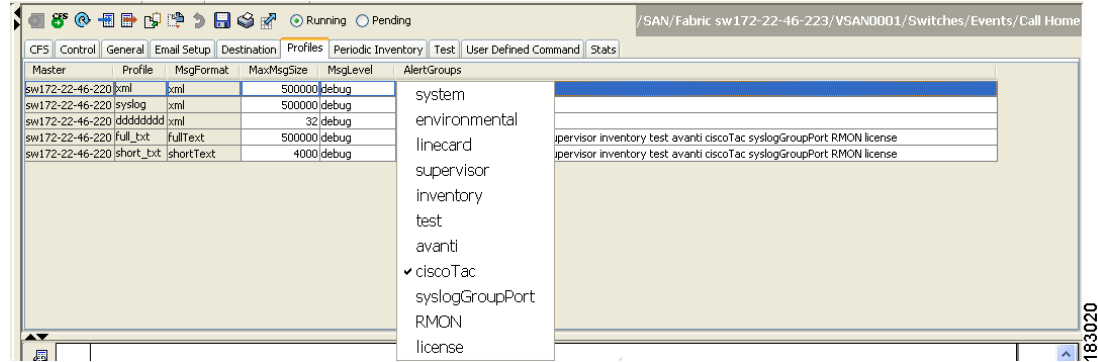 CFS Running Pending /SAN/Fabric sw172-22-46-223/VSAN0001/Switches/Events/Call Home
CFS Control General Email Setup Destination Profiles Periodic Inventory Test User Defined Command Stats
Master Profile MsgFormat MaxMsgSize MsgLevel AlertGroups
sw172-22-46-220 xml xml 500000 debug
sw172-22-46-220 syslog xml 500000 debug
sw172-22-46-220 dddddddd xml 32 debug
sw172-22-46-220 full_txt fullText 500000 debug upervisor inventory test avanti ciscoTac syslogGroupPort RMON license
sw172-22-46-220 short_txt shortText 4000 debug upervisor inventory test avanti ciscoTac syslogGroupPort RMON license
system
environmental
linecard
supervisor
inventory
test
avanti
ciscoTac
syslogGroupPort
RMON
license
183020